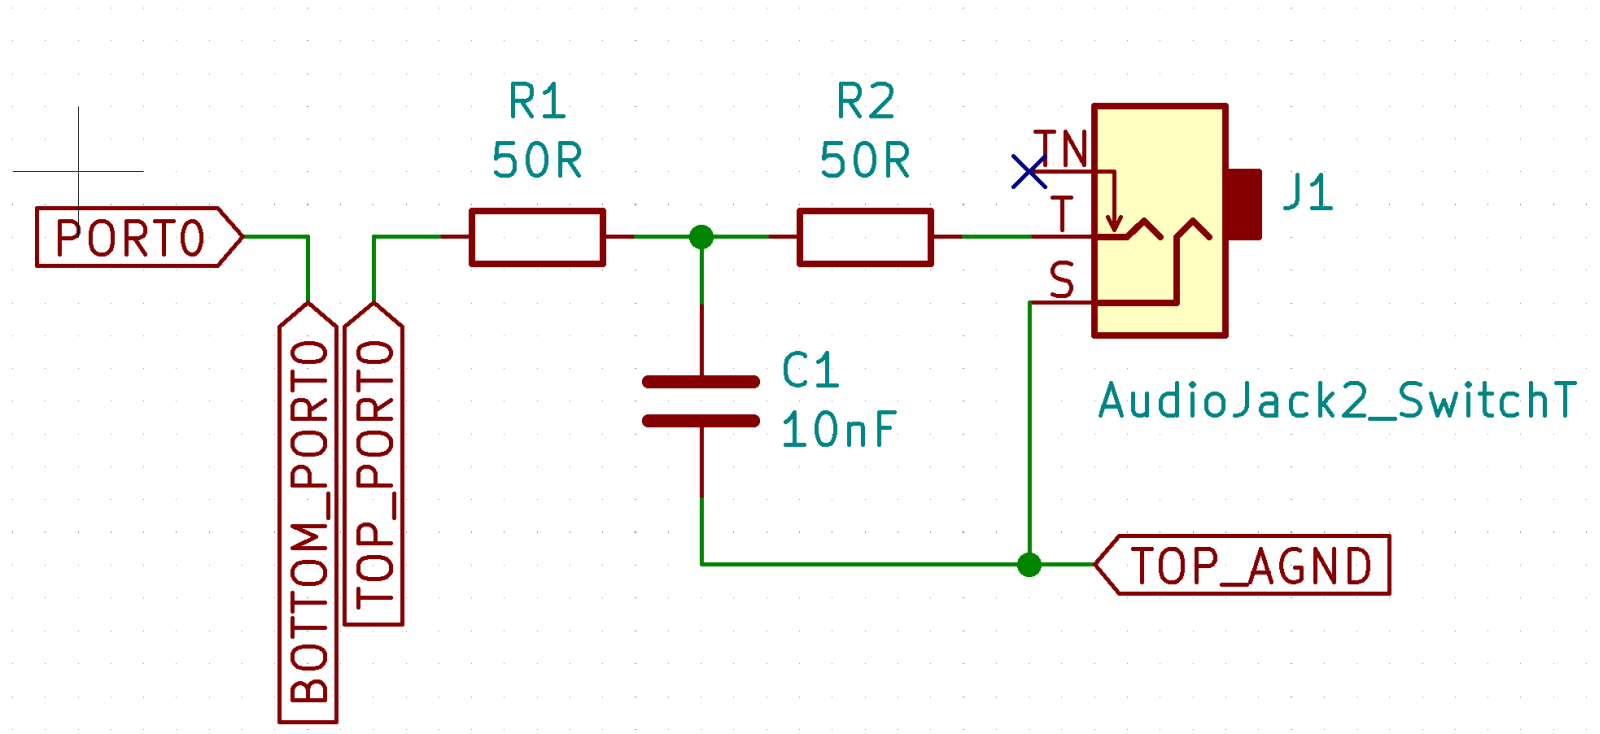 R1
50R
R2
50R
TN
T
S
J1
PORT0
BOTTOM_PORT0
TOP_PORT0
C1
10nF
AudioJack2_SwitchT
TOP_AGND